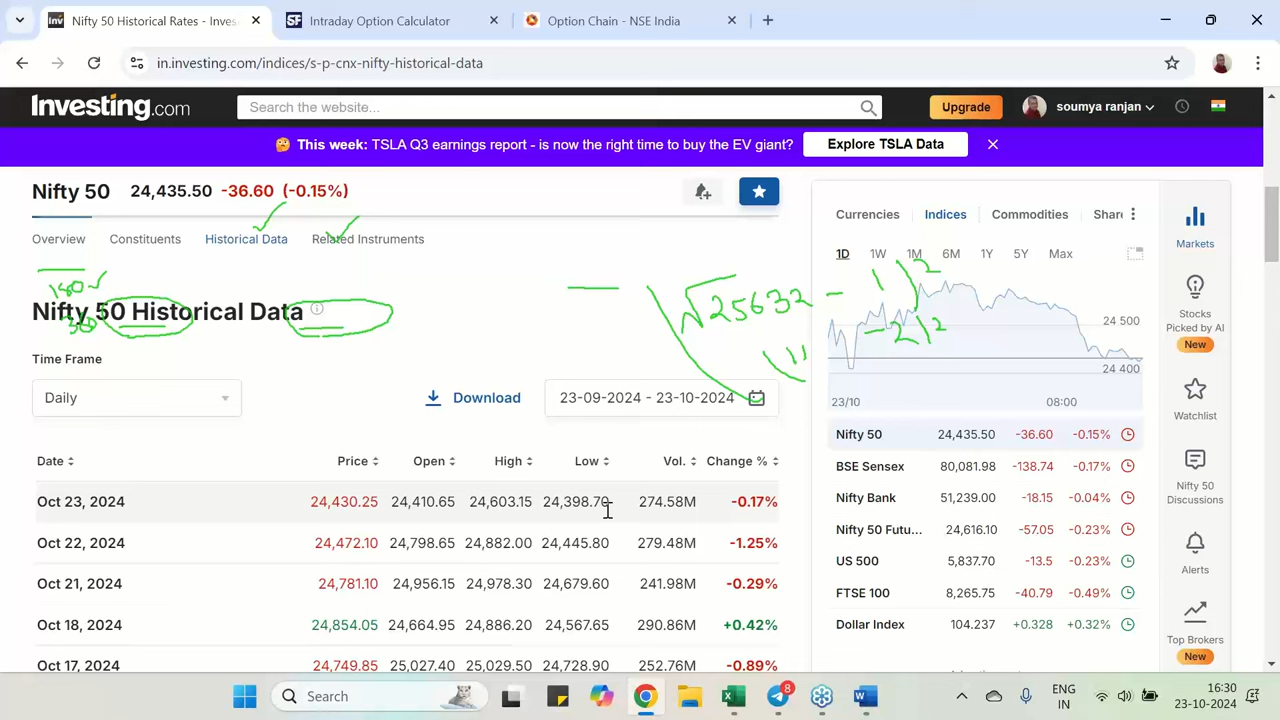 Nifty 50 Historical Rates - Inves
Intraday Option Calculator
Option Chain - NSE India
in.investing.com/indices/s-p-cnx-nifty-historical-data
Investing.com
Search the website...
Upgrade
soumya ranjan
This week: TSLA Q3 earnings report - is now the right time to buy the EV giant?
Explore TSLA Data
Nifty 50 24,435.50 -36.60 (-0.15%)
Overview Constituents Historical Data Related Instruments
180
360
Nifty 50 Historical Data
√25632 - 1)²
- 2)²
Time Frame
Daily
Download
23-09-2024 - 23-10-2024
Date Price Open High Low Vol. Change %
Oct 23, 2024 24,430.25 24,410.65 24,603.15 24,398.70 274.58M -0.17%
Oct 22, 2024 24,472.10 24,798.65 24,882.00 24,445.80 279.48M -1.25%
Oct 21, 2024 24,781.10 24,956.15 24,978.30 24,679.60 241.98M -0.29%
Oct 18, 2024 24,854.05 24,664.95 24,886.20 24,567.65 290.86M +0.42%
Oct 17, 2024 24,749.85 25,027.40 25,029.50 24,728.90 252.76M -0.89%
Currencies Indices Commodities Shar
1D 1W 1M 6M 1Y 5Y Max
24 500
24 400
23/10 08:00
Nifty 50 24,435.50 -36.60 -0.15%
BSE Sensex 80,081.98 -138.74 -0.17%
Nifty Bank 51,239.00 -18.15 -0.04%
Nifty 50 Futu... 24,616.10 -57.05 -0.23%
US 500 5,837.70 -13.5 -0.23%
FTSE 100 8,265.75 -40.79 -0.49%
Dollar Index 104.237 +0.328 +0.32%
Markets
Stocks
Picked by AI
New
Watchlist
Nifty 50
Discussions
Alerts
Top Brokers
New
Search
8
ENG
IN
16:30
23-10-2024